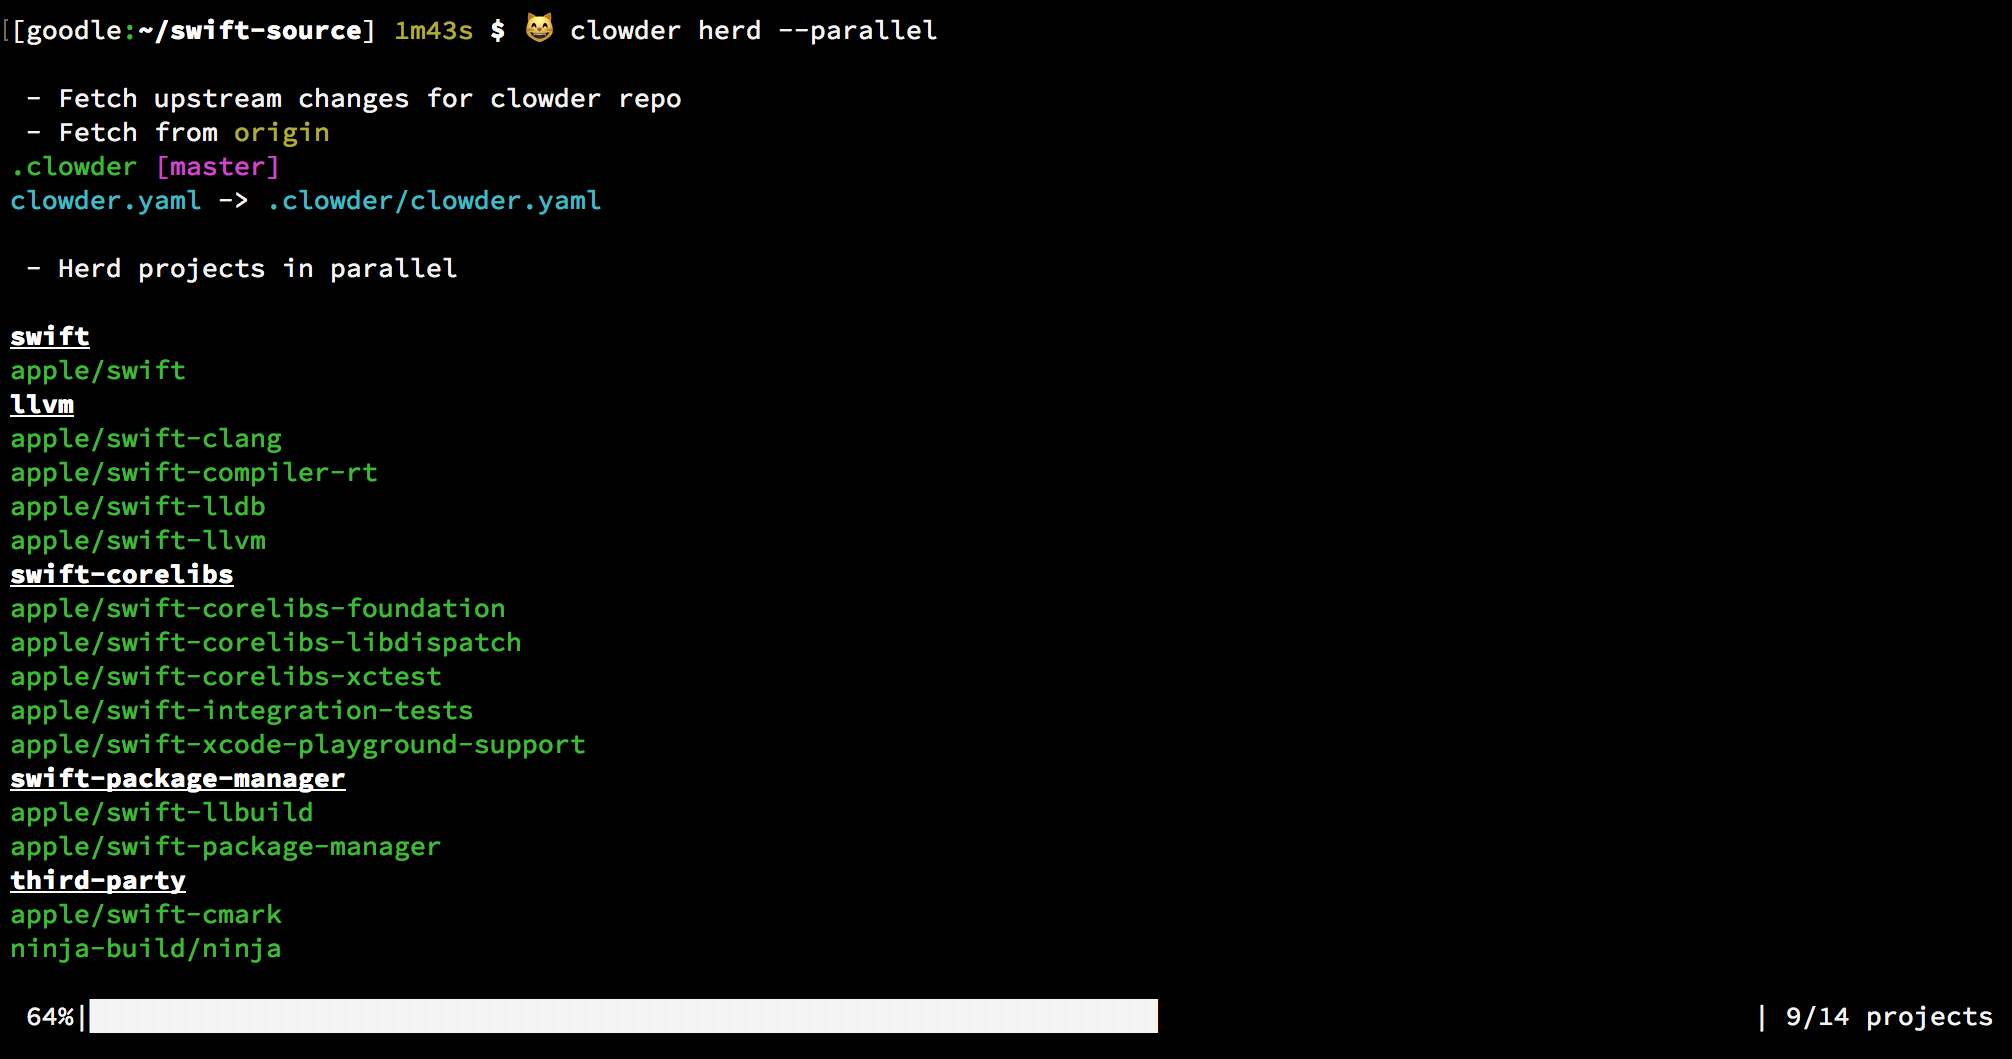 [[goodle:~/swift-source] 1m43s $ 😸 clowder herd --parallel
- Fetch upstream changes for clowder repo
- Fetch from origin
.clowder [master]
clowder.yaml -> .clowder/clowder.yaml
- Herd projects in parallel
swift
apple/swift
llvm
apple/swift-clang
apple/swift-compiler-rt
apple/swift-lldb
apple/swift-llvm
swift-corelibs
apple/swift-corelibs-foundation
apple/swift-corelibs-libdispatch
apple/swift-corelibs-xctest
apple/swift-integration-tests
apple/swift-xcode-playground-support
swift-package-manager
apple/swift-llbuild
apple/swift-package-manager
third-party
apple/swift-cmark
ninja-build/ninja
64%| | 9/14 projects